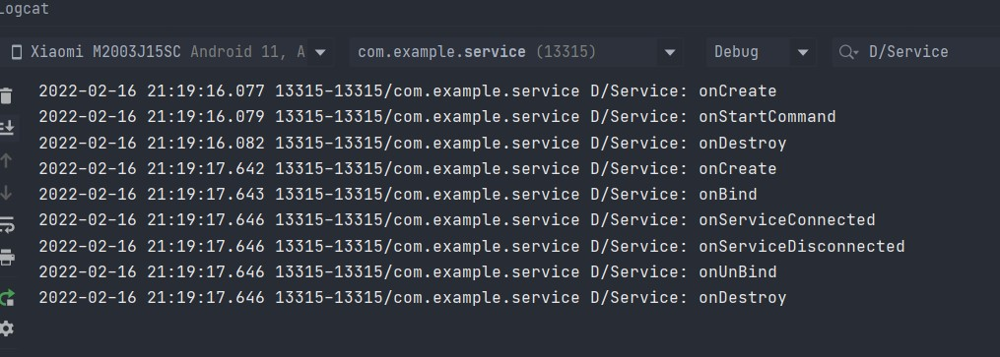 Logcat
Xiaomi M2003J15SC Android 11, A
com.example.service (13315)
Debug
D/Service
2022-02-16 21:19:16.077 13315-13315/com.example.service D/Service: onCreate
2022-02-16 21:19:16.079 13315-13315/com.example.service D/Service: onStartCommand
2022-02-16 21:19:16.082 13315-13315/com.example.service D/Service: onDestroy
2022-02-16 21:19:17.642 13315-13315/com.example.service D/Service: onCreate
2022-02-16 21:19:17.643 13315-13315/com.example.service D/Service: onBind
2022-02-16 21:19:17.646 13315-13315/com.example.service D/Service: onServiceConnected
2022-02-16 21:19:17.646 13315-13315/com.example.service D/Service: onServiceDisconnected
2022-02-16 21:19:17.646 13315-13315/com.example.service D/Service: onUnBind
2022-02-16 21:19:17.646 13315-13315/com.example.service D/Service: onDestroy